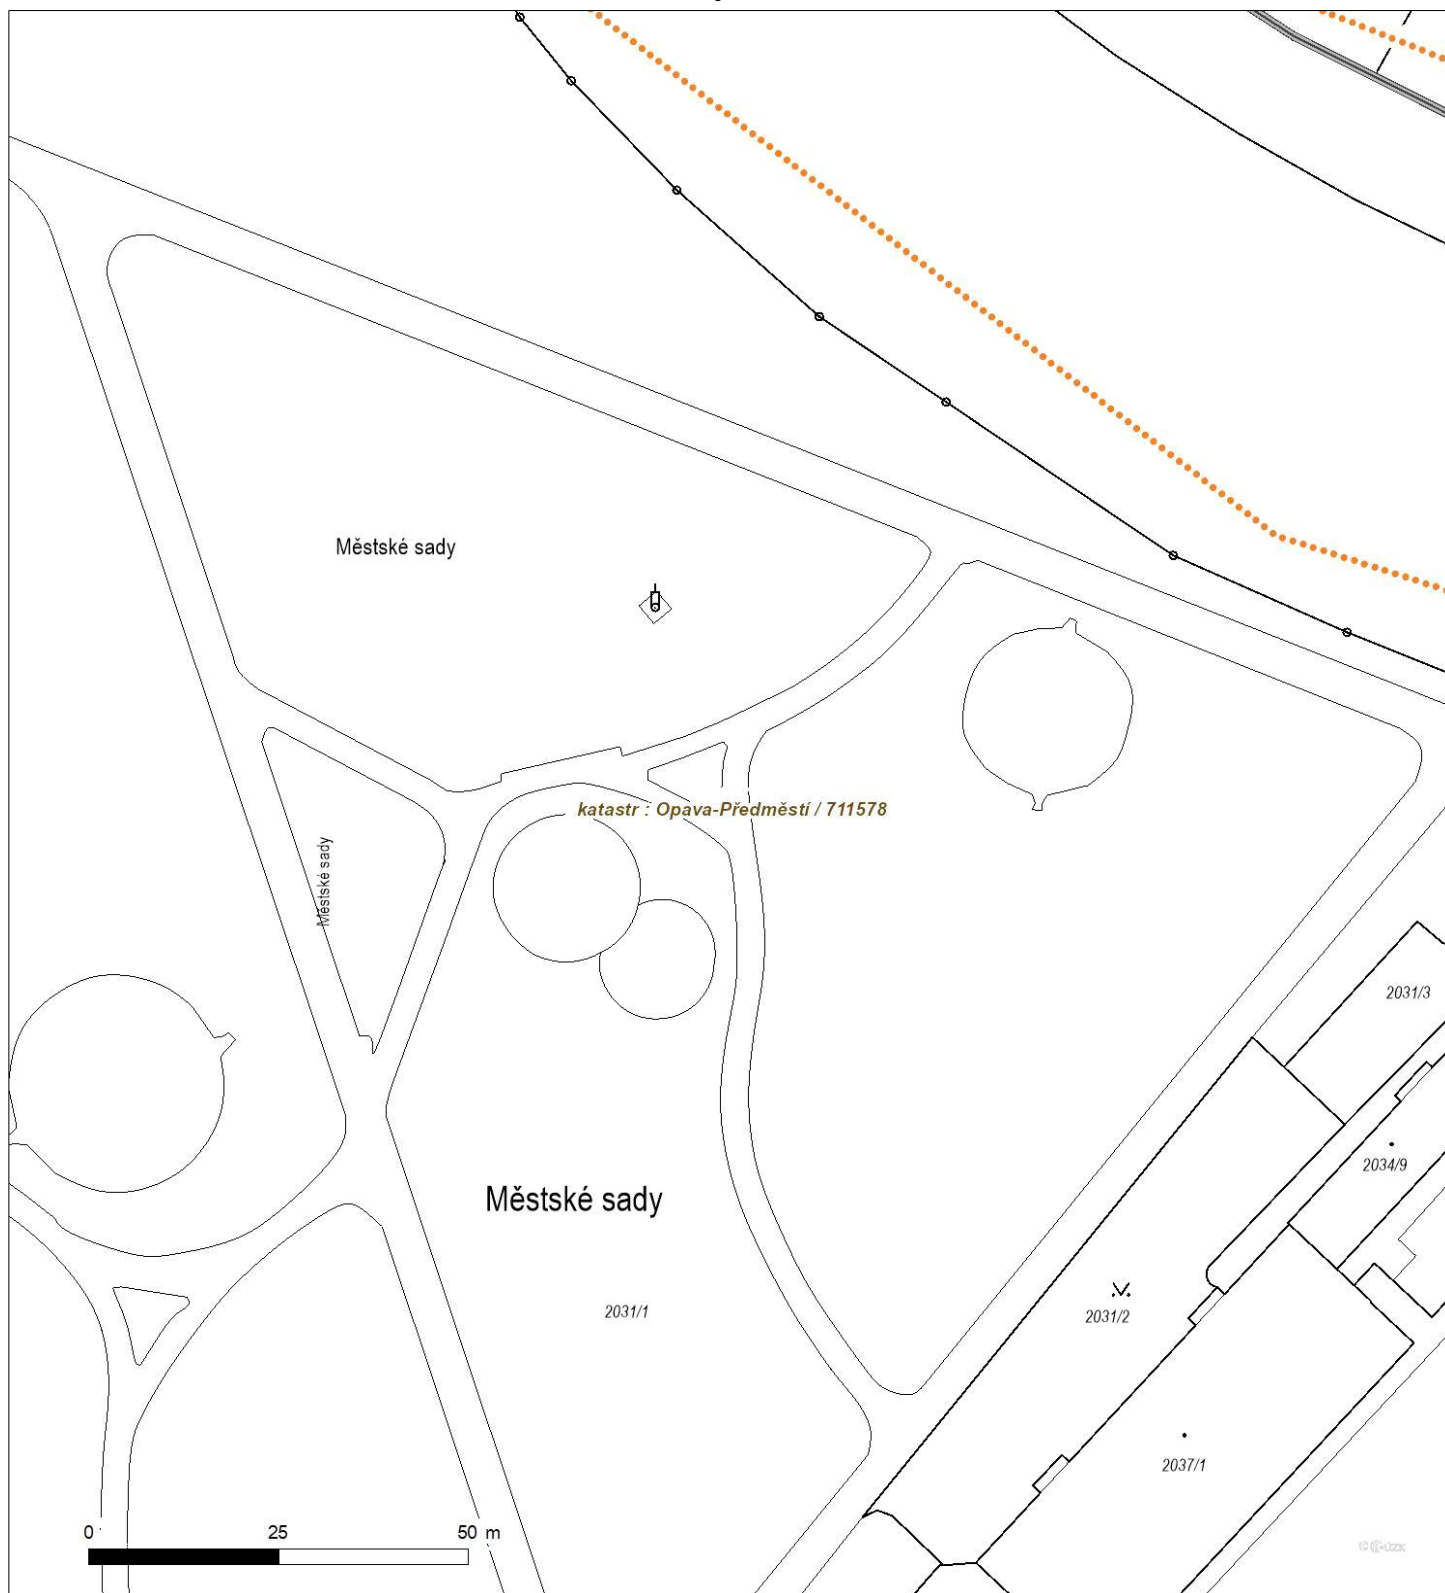 Městské sady
katastr : Opava-Předměstí / 711578
Městské sady
2031/3
2034/9
Městské sady
2031/1
2031/2
2037/1
0 25 50 m